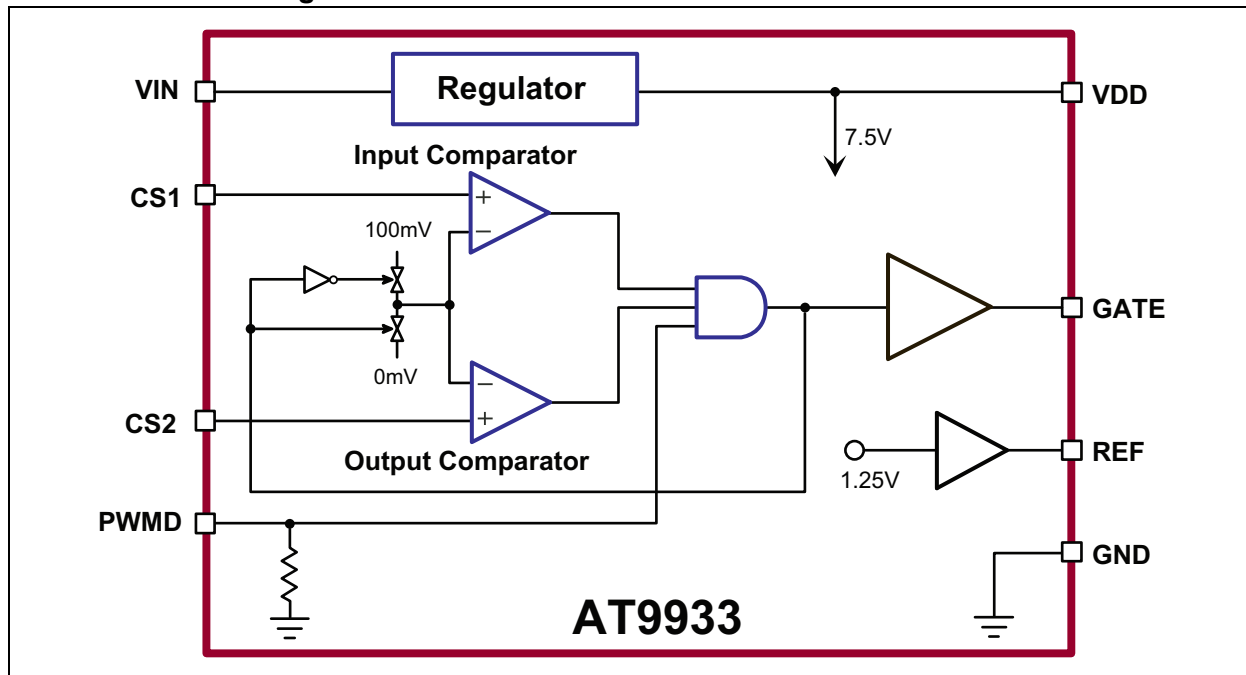 VIN
Regulator
VDD
7.5V
Input Comparator
CS1
+
−
100mV
GATE
0mV
−
+
CS2
Output Comparator
1.25V
REF
PWMD
GND
AT9933